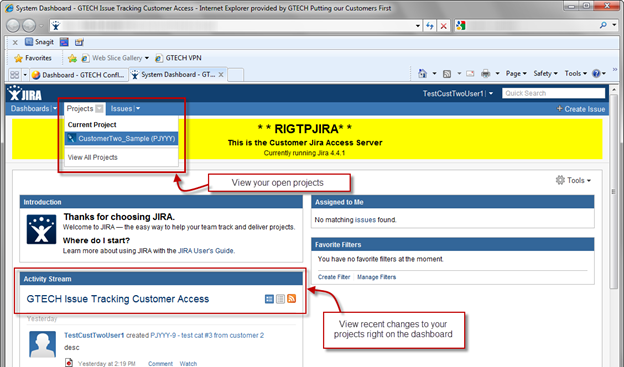 System Dashboard - GTECH Issue Tracking Customer Access - Internet Explorer provided by GTECH Putting our Customers First
x Snagit
Favorites Web Slice Gallery GTECH VPN
Dashboard - GTECH Confl... System Dashboard - GT... Page Safety Tools
JIRA TestCustTwoUser1 Quick Search
Dashboards Projects Issues + Create Issue
Current Project
CustomerTwo_Sample (PJYYY)
View All Projects
* * RIGTPJIRA* *
This is the Customer Jira Access Server
Currently running Jira 4.4.1
View your open projects
Tools
Introduction
Thanks for choosing JIRA.
Welcome to JIRA — the easy way to help your team track and deliver projects.
Where do I start?
Learn more about using JIRA with the JIRA User's Guide.
Assigned to Me
No matching issues found.
Favorite Filters
You have no favorite filters at the moment.
Create Filter Manage Filters
Activity Stream
GTECH Issue Tracking Customer Access
Yesterday
TestCustTwoUser1 created PJYYY-9 - test cat #3 from customer 2
desc
Yesterday at 2:19 PM Comment Watch
View recent changes to your
projects right on the dashboard